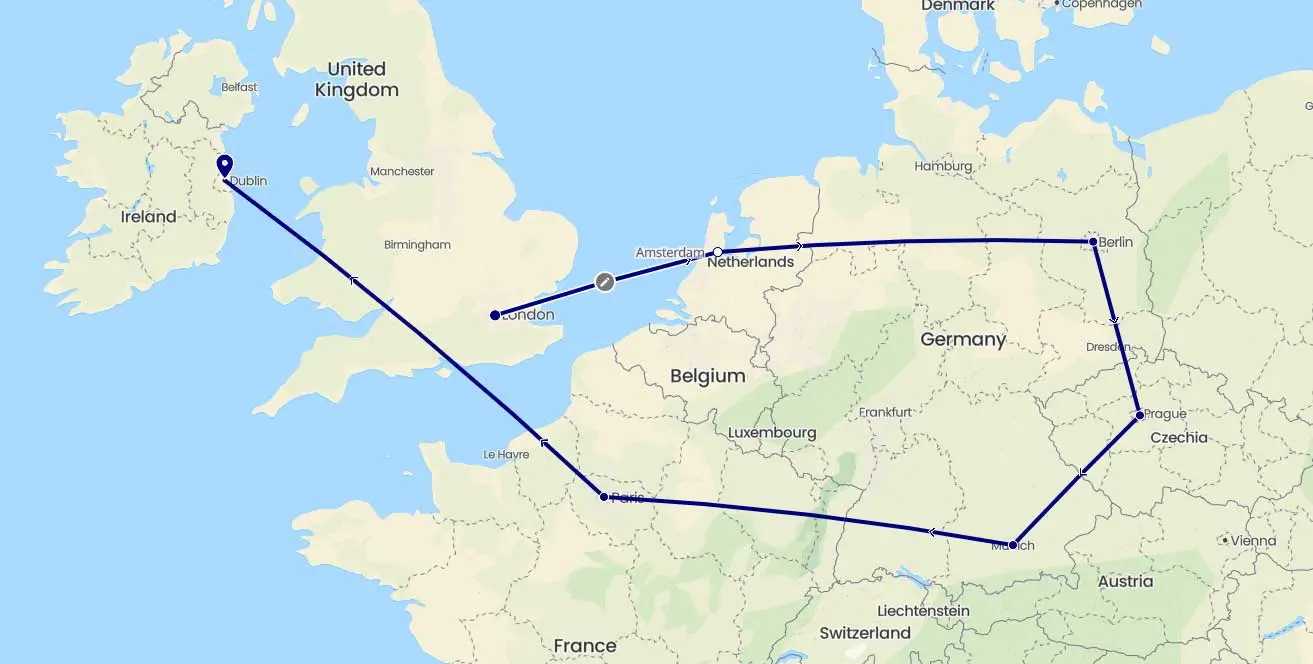 Denmark
Copenhagen
United
Kingdom
Belfast
Hamburg
Manchester
Dublin
Ireland
Birmingham
Amsterdam
Netherlands
Berlin
London
Germany
Dresden
Belgium
Frankfurt
Prague
Luxembourg
Czechia
Le Havre
Paris
Munich
Vienna
Austria
Liechtenstein
Switzerland
France